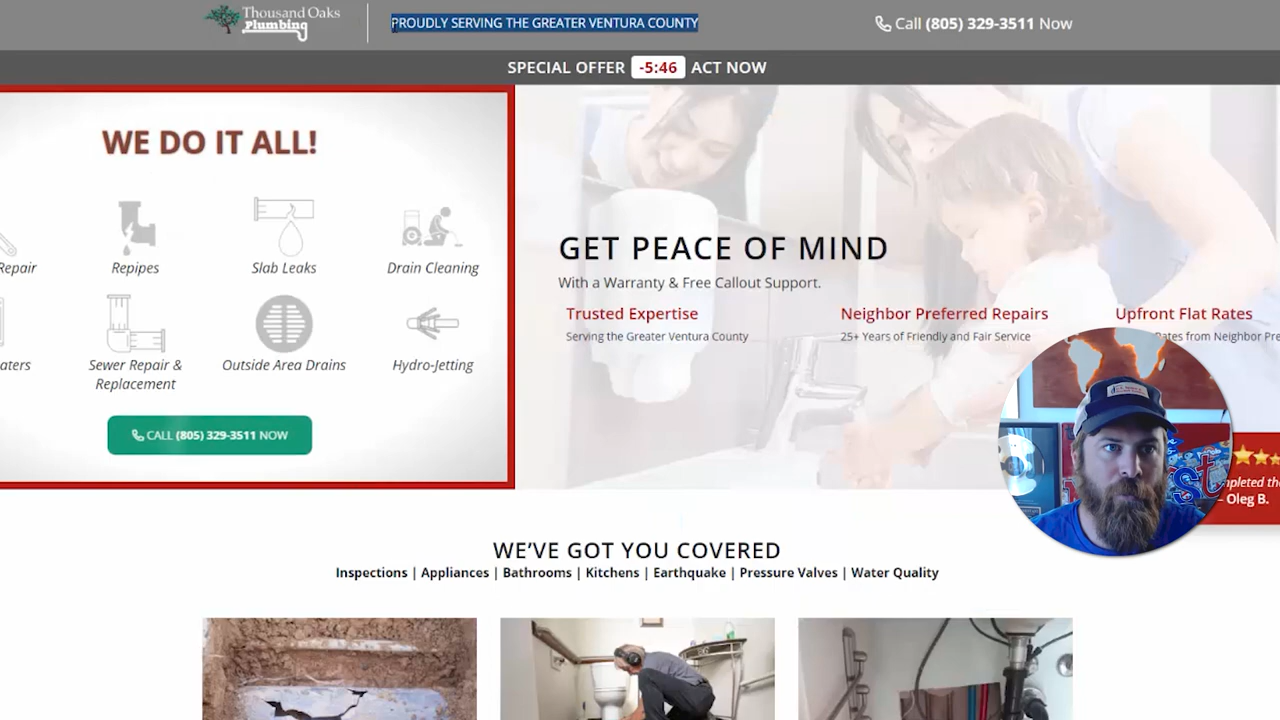 Thousand Oaks
Plumbing
PROUDLY SERVING THE GREATER VENTURA COUNTY
Call (805) 329-3511 Now
SPECIAL OFFER -5:46 ACT NOW
WE DO IT ALL!
Repair
Repipes
Slab Leaks
Drain Cleaning
aters
Sewer Repair &
Replacement
Outside Area Drains
Hydro-Jetting
CALL (805) 329-3511 NOW
GET PEACE OF MIND
With a Warranty & Free Callout Support.
Trusted Expertise
Serving the Greater Ventura County
Neighbor Preferred Repairs
25+ Years of Friendly and Fair Service
Upfront Flat Rates
Rates from Neighbor Pre
mpleted the
– Oleg B.
WE'VE GOT YOU COVERED
Inspections | Appliances | Bathrooms | Kitchens | Earthquake | Pressure Valves | Water Quality